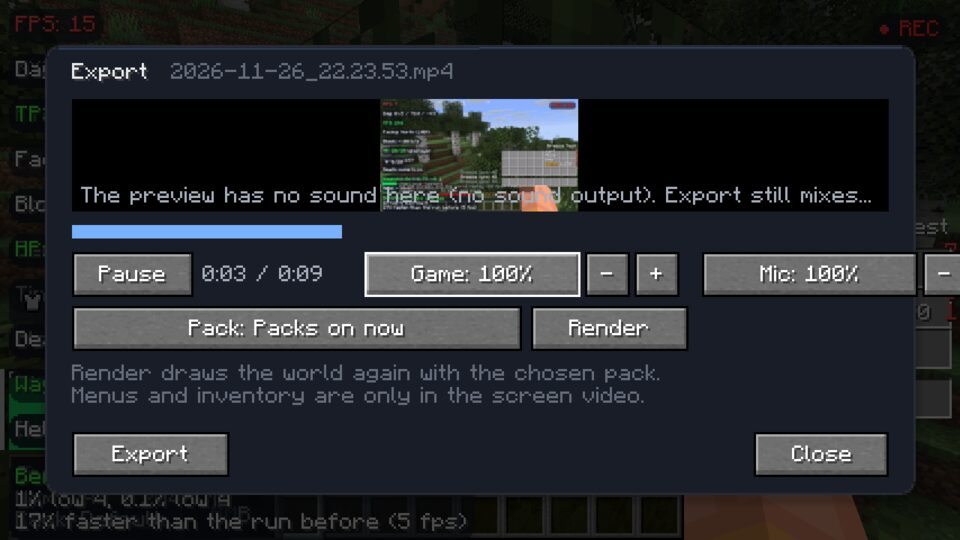 FPS: 15
REC
Export 2026-11-26_22.23.53.mp4
The preview has no sound here (no sound output). Export still mixes...
Pause 0:03 / 0:09 Game: 100% - + Mic: 100% -
Pack: Packs on now Render
Render draws the world again with the chosen pack.
Menus and inventory are only in the screen video.
Export Close
1% low 4, 0.1% low 4
17% faster than the run before (5 fps)